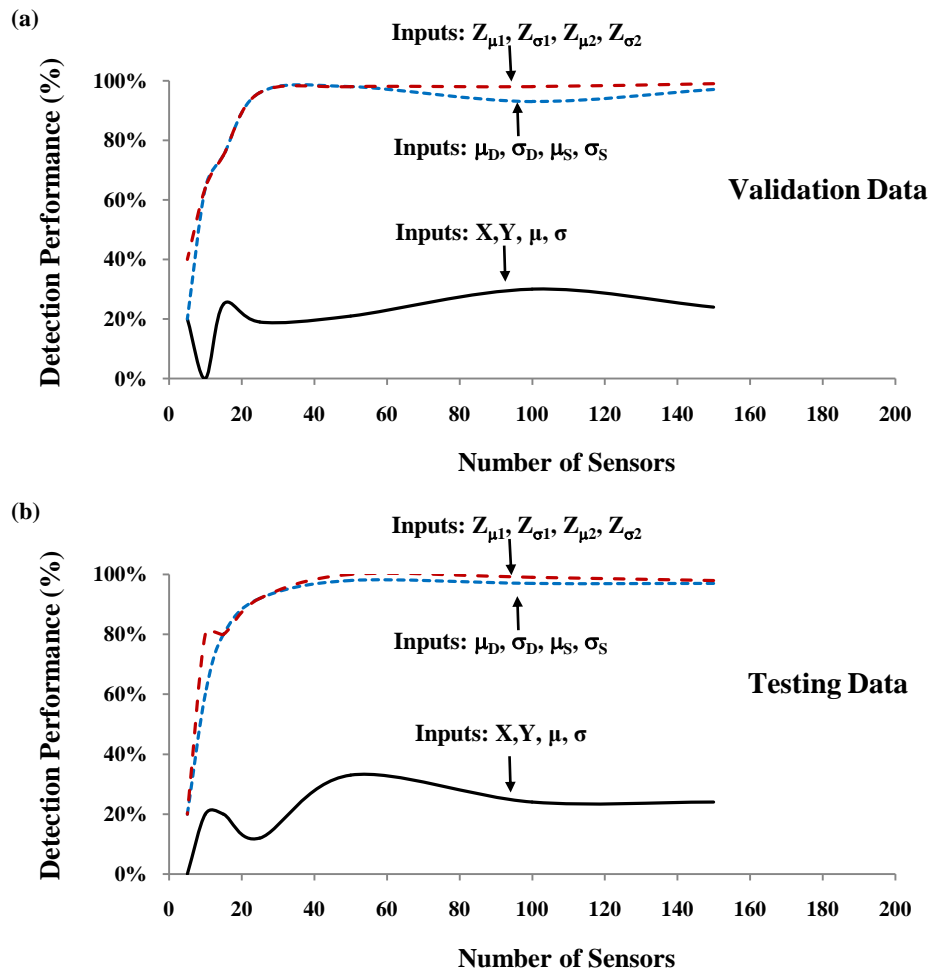 (a)
Inputs: Zμ1, Zσ1, Zμ2, Zσ2
Detection Performance (%)
100%
80%
60%
40%
20%
0%
Inputs: μD, σD, μS, σS
Validation Data
Inputs: X,Y, μ, σ
0 20 40 60 80 100 120 140 160 180 200
Number of Sensors
(b)
Inputs: Zμ1, Zσ1, Zμ2, Zσ2
Detection Performance (%)
100%
80%
60%
40%
20%
0%
Inputs: μD, σD, μS, σS
Testing Data
Inputs: X,Y, μ, σ
0 20 40 60 80 100 120 140 160 180 200
Number of Sensors